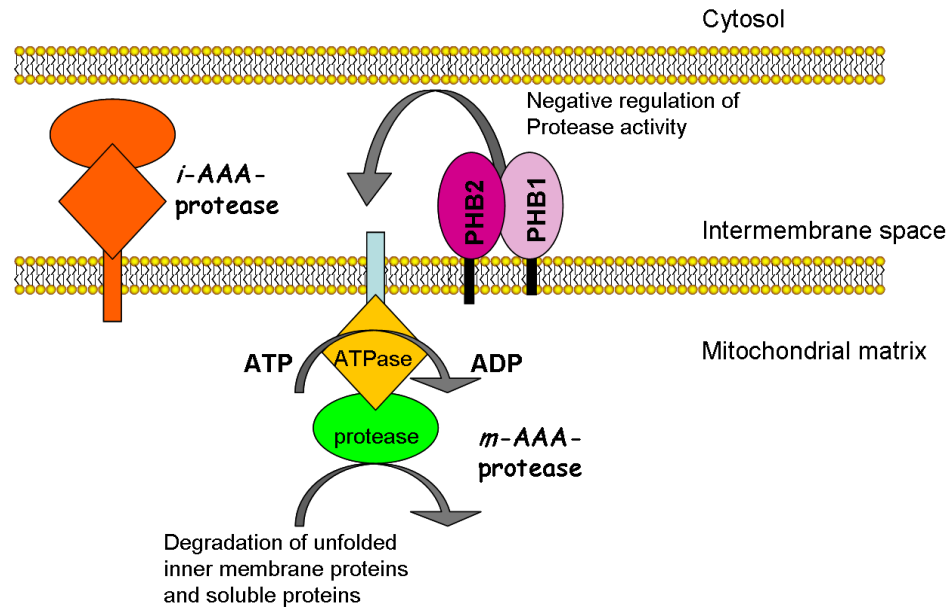 Cytosol
Negative regulation of
Protease activity
i-AAA-
protease
PHB2
PHB1
Intermembrane space
Mitochondrial matrix
ATP
ATPase
ADP
protease
m-AAA-
protease
Degradation of unfolded
inner membrane proteins
and soluble proteins